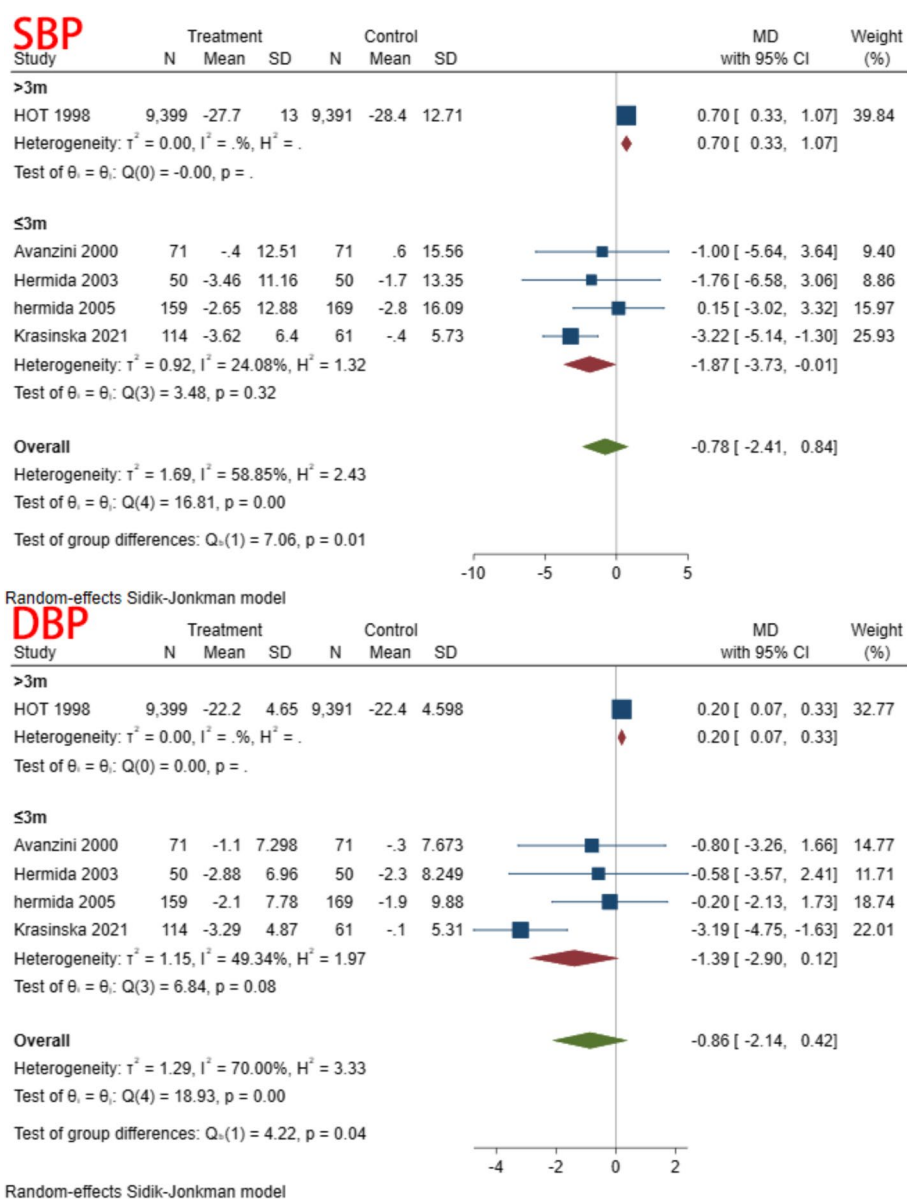 SBP
Treatment Control MD Weight
Study N Mean SD N Mean SD with 95% CI (%)
>3m
HOT 1998 9,399 -27.7 13 9,391 -28.4 12.71 0.70 [ 0.33, 1.07] 39.84
Heterogeneity: τ² = 0.00, I² = .%, H² = . 0.70 [ 0.33, 1.07]
Test of θᵢ = θⱼ: Q(0) = -0.00, p = .
≤3m
Avanzini 2000 71 -.4 12.51 71 .6 15.56 -1.00 [ -5.64, 3.64] 9.40
Hermida 2003 50 -3.46 11.16 50 -1.7 13.35 -1.76 [ -6.58, 3.06] 8.86
hermida 2005 159 -2.65 12.88 169 -2.8 16.09 0.15 [ -3.02, 3.32] 15.97
Krasinska 2021 114 -3.62 6.4 61 -.4 5.73 -3.22 [ -5.14, -1.30] 25.93
Heterogeneity: τ² = 0.92, I² = 24.08%, H² = 1.32 -1.87 [ -3.73, -0.01]
Test of θᵢ = θⱼ: Q(3) = 3.48, p = 0.32
Overall -0.78 [ -2.41, 0.84]
Heterogeneity: τ² = 1.69, I² = 58.85%, H² = 2.43
Test of θᵢ = θⱼ: Q(4) = 16.81, p = 0.00
Test of group differences: Q_b(1) = 7.06, p = 0.01
-10 -5 0 5
Random-effects Sidik-Jonkman model
DBP
Treatment Control MD Weight
Study N Mean SD N Mean SD with 95% CI (%)
>3m
HOT 1998 9,399 -22.2 4.65 9,391 -22.4 4.598 0.20 [ 0.07, 0.33] 32.77
Heterogeneity: τ² = 0.00, I² = .%, H² = . 0.20 [ 0.07, 0.33]
Test of θᵢ = θⱼ: Q(0) = 0.00, p = .
≤3m
Avanzini 2000 71 -1.1 7.298 71 -.3 7.673 -0.80 [ -3.26, 1.66] 14.77
Hermida 2003 50 -2.88 6.96 50 -2.3 8.249 -0.58 [ -3.57, 2.41] 11.71
hermida 2005 159 -2.1 7.78 169 -1.9 9.88 -0.20 [ -2.13, 1.73] 18.74
Krasinska 2021 114 -3.29 4.87 61 -.1 5.31 -3.19 [ -4.75, -1.63] 22.01
Heterogeneity: τ² = 1.15, I² = 49.34%, H² = 1.97 -1.39 [ -2.90, 0.12]
Test of θᵢ = θⱼ: Q(3) = 6.84, p = 0.08
Overall -0.86 [ -2.14, 0.42]
Heterogeneity: τ² = 1.29, I² = 70.00%, H² = 3.33
Test of θᵢ = θⱼ: Q(4) = 18.93, p = 0.00
Test of group differences: Q_b(1) = 4.22, p = 0.04
-4 -2 0 2
Random-effects Sidik-Jonkman model